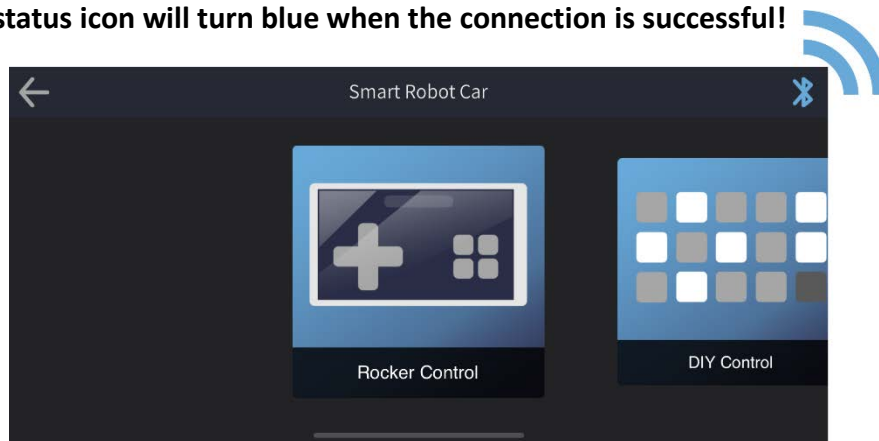 status icon will turn blue when the connection is successful!
Smart Robot Car
Rocker Control
DIY Control